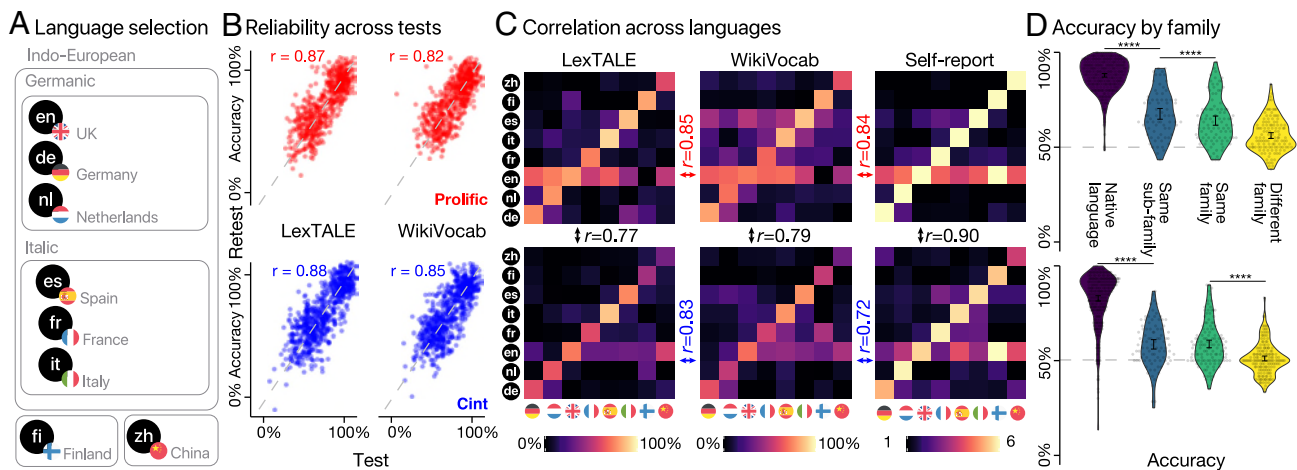 A Language selection
Indo-European
Germanic
en
UK
de
Germany
nl
Netherlands
Italic
es
Spain
fr
France
it
Italy
fi
Finland
zh
China
B Reliability across tests
r = 0.87
r = 0.82
100%
Accuracy
0%
Prolific
Retest
LexTALE
WikiVocab
r = 0.88
r = 0.85
100%
Accuracy
0%
Cint
0%
100%
0%
100%
Test
C Correlation across languages
LexTALE
WikiVocab
Self-report
zh
fi
es
it
fr
en
nl
de
r=0.85
r=0.84
r=0.77
r=0.79
r=0.90
zh
fi
es
it
fr
en
nl
de
r=0.83
r=0.72
0%
100%
0%
100%
1
6
D Accuracy by family
****
****
100%
50%
0%
Native language
Same sub-family
Same family
Different family
****
****
100%
50%
0%
Accuracy